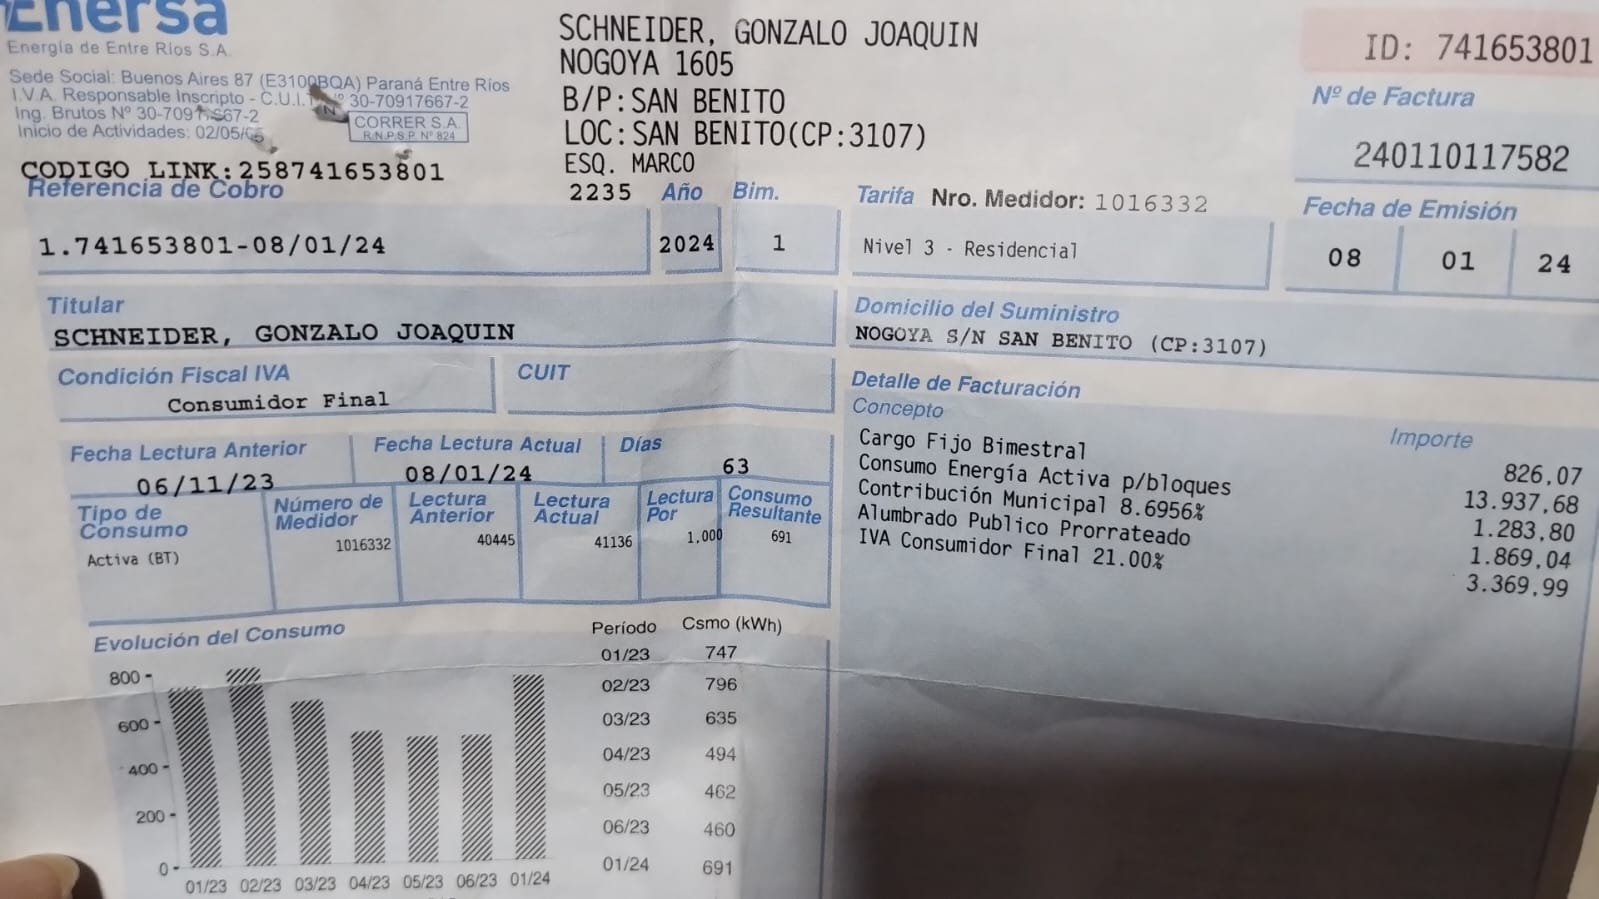 Enersa
Energía de Entre Ríos S.A.
Sede Social: Buenos Aires 87 (E3100BQA) Paraná Entre Ríos
I.V.A. Responsable Inscripto - C.U.I.T. Nº 30-70917667-2
Ing. Brutos Nº 30-70917667-2
Inicio de Actividades: 02/05/
CORRER S.A.
R.N.P.S.P. Nº 824
CODIGO LINK:258741653801
SCHNEIDER, GONZALO JOAQUIN
NOGOYA 1605
B/P:SAN BENITO
LOC:SAN BENITO(CP:3107)
ESQ. MARCO
2235
ID: 741653801
Nº de Factura
240110117582
Referencia de Cobro
1.741653801-08/01/24
Año
2024
Bim.
1
Tarifa Nro. Medidor: 1016332
Nivel 3 - Residencial
Fecha de Emisión
08 01 24
Titular
SCHNEIDER, GONZALO JOAQUIN
Domicilio del Suministro
NOGOYA S/N SAN BENITO (CP:3107)
Condición Fiscal IVA
Consumidor Final
CUIT
Fecha Lectura Anterior
06/11/23
Fecha Lectura Actual
08/01/24
Días
63
Tipo de Consumo
Activa (BT)
Número de Medidor
1016332
Lectura Anterior
40445
Lectura Actual
41136
Lectura Por
1,000
Consumo Resultante
691
Detalle de Facturación
Concepto Importe
Cargo Fijo Bimestral 826,07
Consumo Energía Activa p/bloques 13.937,68
Contribución Municipal 8.6956% 1.283,80
Alumbrado Publico Prorrateado 1.869,04
IVA Consumidor Final 21.00% 3.369,99
Evolución del Consumo
800
600
400
200
0
01/23 02/23 03/23 04/23 05/23 06/23 01/24
Período Csmo (kWh)
01/23 747
02/23 796
03/23 635
04/23 494
05/23 462
06/23 460
01/24 691